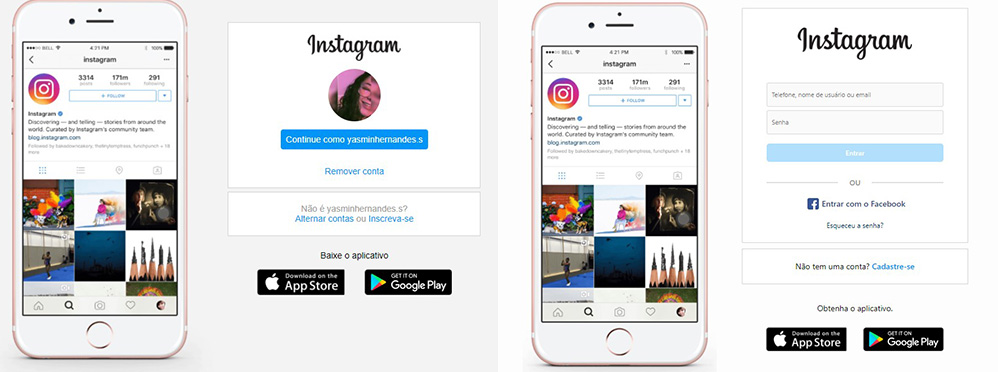 BELL 4:21 PM 100%
instagram
3314 171m 291
posts followers following
+ FOLLOW
Instagram
Discovering — and telling — stories from around the
world. Curated by Instagram's community team.
blog.instagram.com
Followed by bakedowncakery, thetinytemptress, funchpunch + 18
more
Instagram
Continue como yasminhernandes.s
Remover conta
Não é yasminhernandes.s?
Alternar contas ou Inscreva-se
Baixe o aplicativo
Download on the
App Store
GET IT ON
Google Play
BELL 4:21 PM 100%
instagram
3314 171m 291
posts followers following
+ FOLLOW
Instagram
Discovering — and telling — stories from around the
world. Curated by Instagram's community team.
blog.instagram.com
Followed by bakedowncakery, thetinytemptress, funchpunch + 18
more
Instagram
Telefone, nome de usuário ou email
Senha
Entrar
OU
Entrar com o Facebook
Esqueceu a senha?
Não tem uma conta? Cadastre-se
Obtenha o aplicativo.
Download on the
App Store
GET IT ON
Google Play